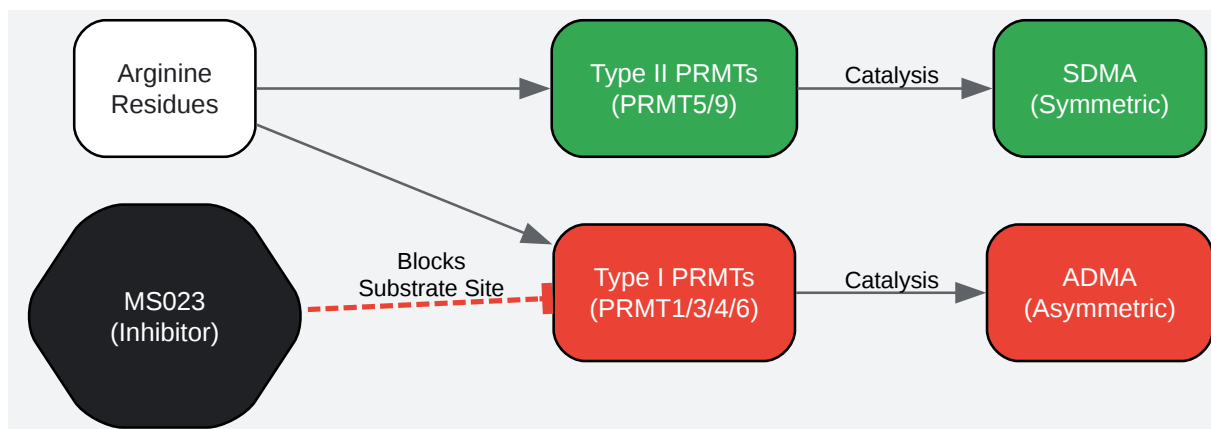 Arginine
Residues
Type II PRMTs
(PRMT5/9)
Catalysis
SDMA
(Symmetric)
MS023
(Inhibitor)
Blocks
Substrate Site
Type I PRMTs
(PRMT1/3/4/6)
Catalysis
ADMA
(Asymmetric)